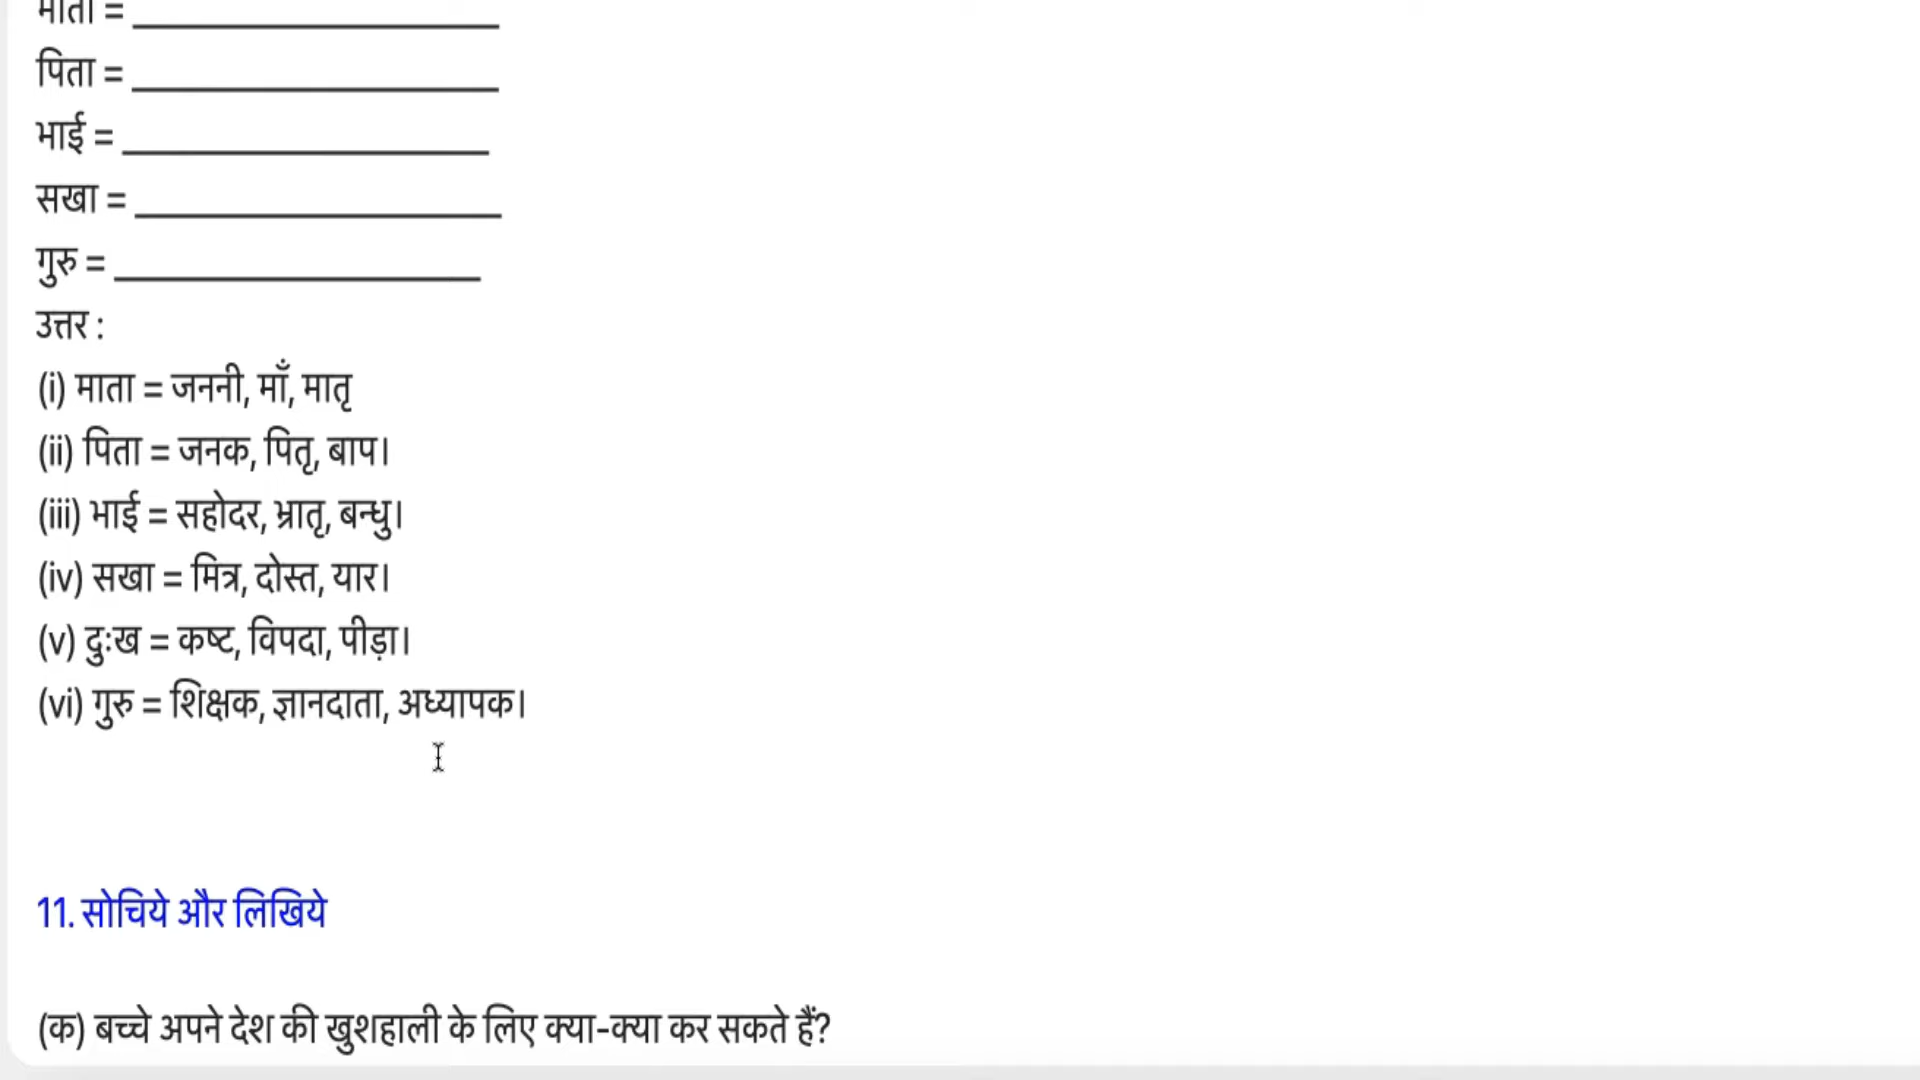 माता = ____________________
पिता = ____________________
भाई = ____________________
सखा = ____________________
गुरु = ____________________
उत्तर :
(i) माता = जननी, माँ, मातृ
(ii) पिता = जनक, पितृ, बाप।
(iii) भाई = सहोदर, भ्रातृ, बन्धु।
(iv) सखा = मित्र, दोस्त, यार।
(v) दुःख = कष्ट, विपदा, पीड़ा।
(vi) गुरु = शिक्षक, ज्ञानदाता, अध्यापक।
11. सोचिये और लिखिये
(क) बच्चे अपने देश की खुशहाली के लिए क्या-क्या कर सकते हैं?